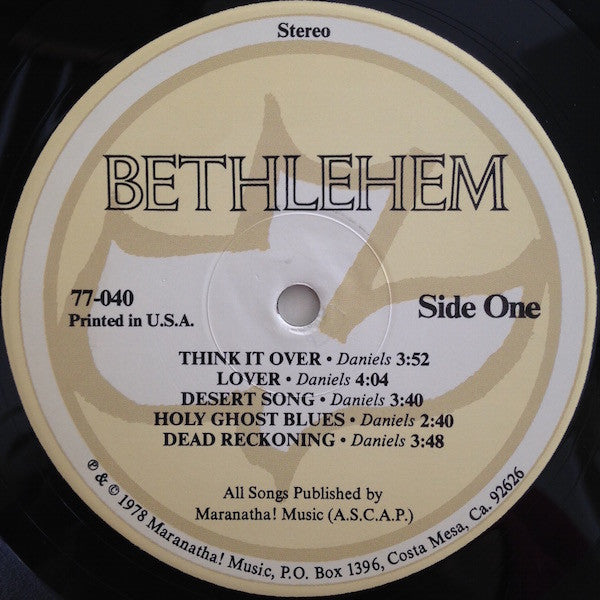 Stereo
BETHLEHEM
77-040
Printed in U.S.A.
Side One
THINK IT OVER • Daniels 3:52
LOVER • Daniels 4:04
DESERT SONG • Daniels 3:40
HOLY GHOST BLUES • Daniels 2:40
DEAD RECKONING • Daniels 3:48
All Songs Published by
Maranatha! Music (A.S.C.A.P.)
℗ & © 1978 Maranatha! Music, P.O. Box 1396, Costa Mesa, Ca. 92626